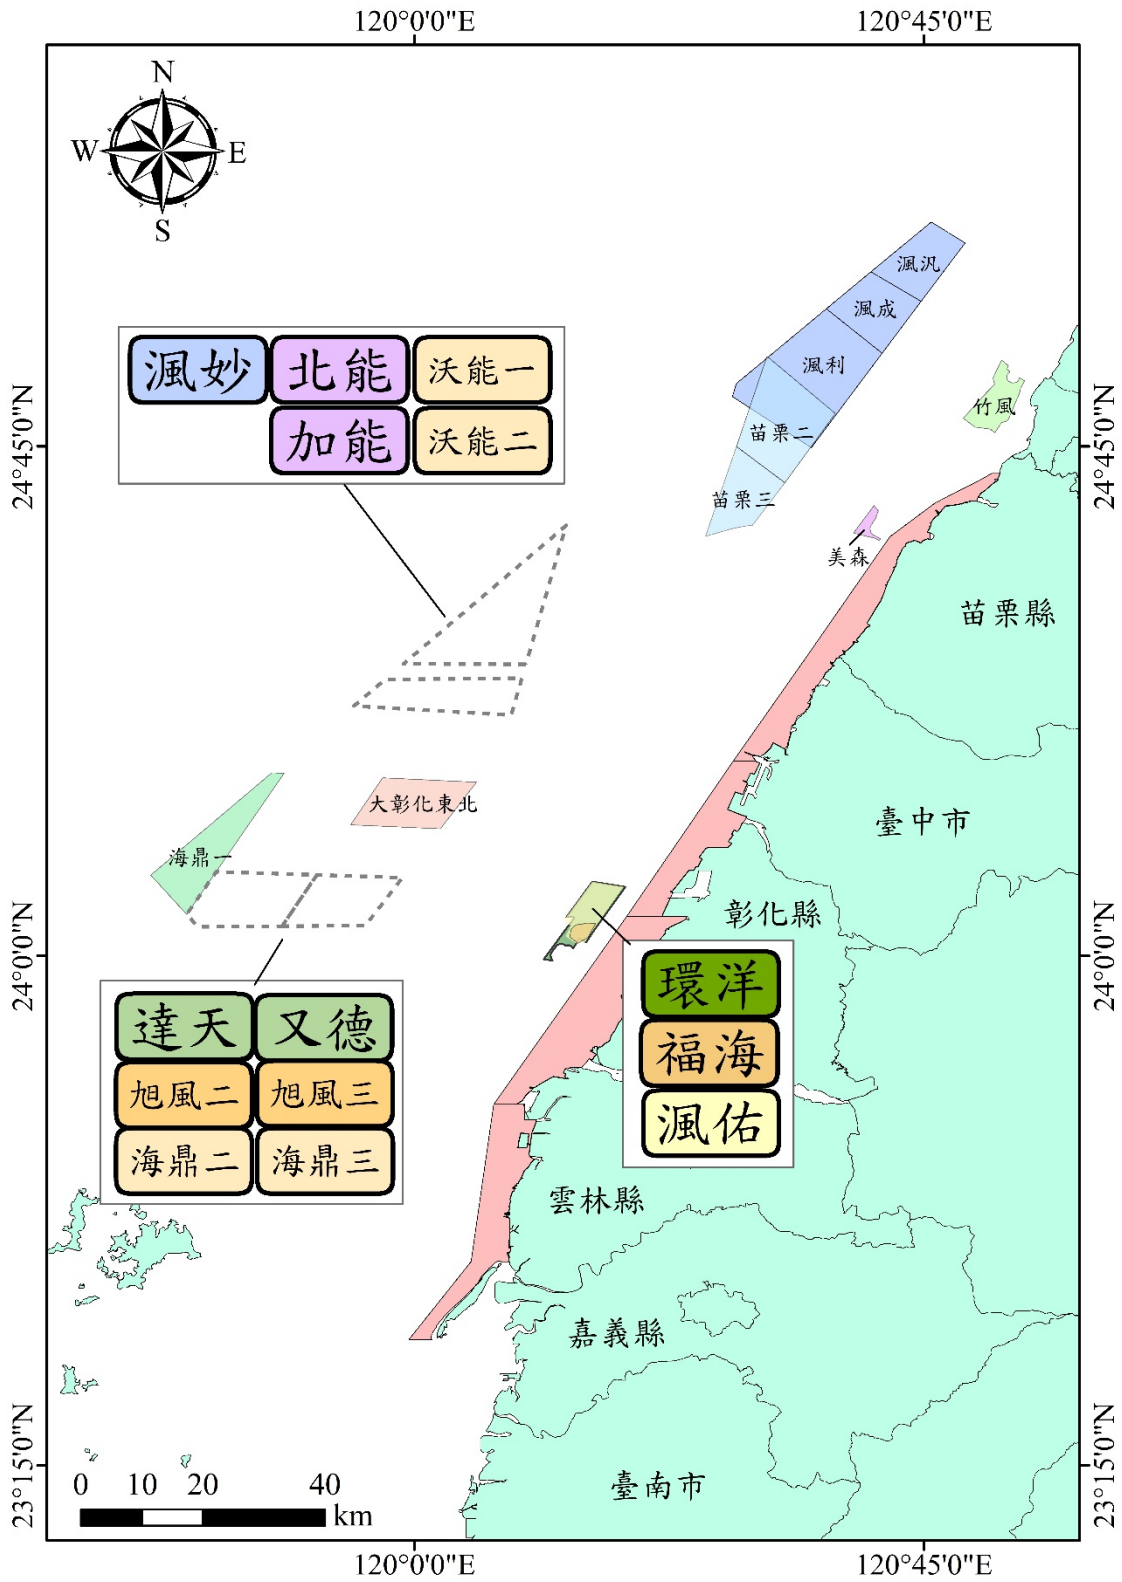 120°0'0"E
120°45'0"E
N
W
E
S
渢汎
渢成
渢利
竹風
苗栗二
苗栗三
美森
渢妙
北能
沃能一
加能
沃能二
24°45'0"N
24°45'0"N
苗栗縣
大彰化東北
臺中市
海鼎一
彰化縣
24°0'0"N
24°0'0"N
達天
又德
旭風二
旭風三
海鼎二
海鼎三
環洋
福海
渢佑
雲林縣
嘉義縣
臺南市
23°15'0"N
23°15'0"N
0 10 20 40
km
120°0'0"E
120°45'0"E